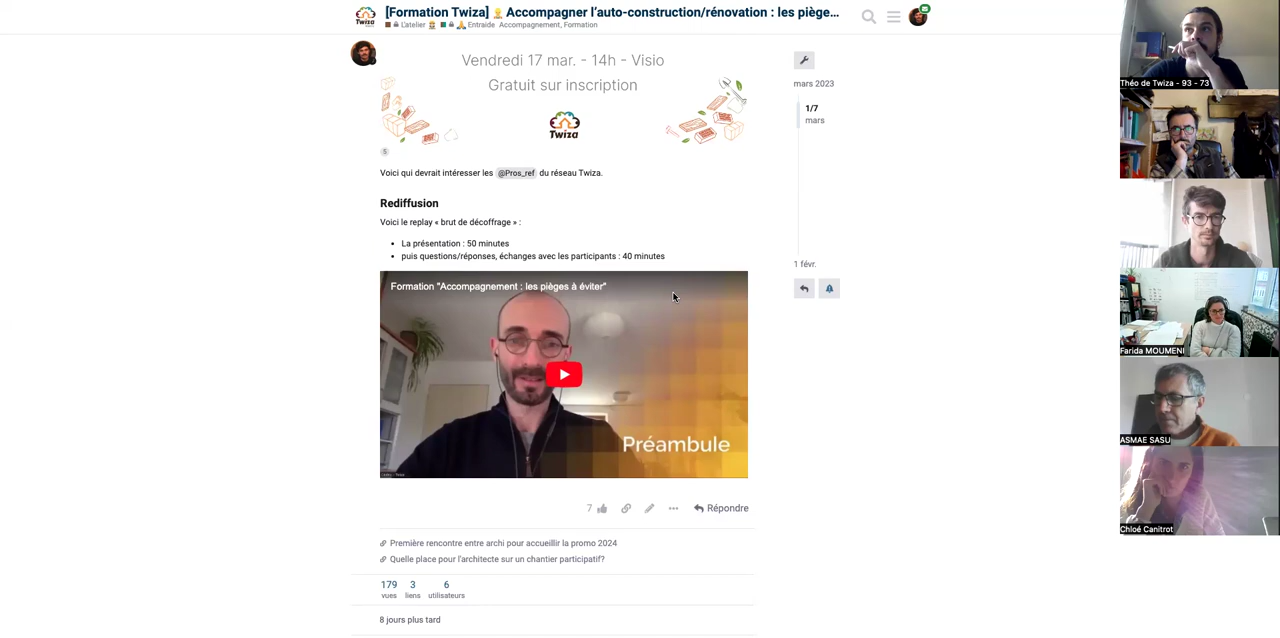 [Formation Twiza] 👷 Accompagner l'auto-construction/rénovation : les piège…
L'atelier Entraide Accompagnement, Formation
Vendredi 17 mar. - 14h - Visio
Gratuit sur inscription
Twiza
5
Voici qui devrait intéresser les @Pros_ref du réseau Twiza.
Rediffusion
Voici le replay « brut de décoffrage » :
• La présentation : 50 minutes
• puis questions/réponses, échanges avec les participants : 40 minutes
Formation "Accompagnement : les pièges à éviter"
Préambule
7
Répondre
Première rencontre entre archi pour accueillir la promo 2024
Quelle place pour l'architecte sur un chantier participatif?
179 3 6
vues liens utilisateurs
8 jours plus tard
mars 2023
1/7
mars
1 févr.
Théo de Twiza - 93 - 73
Farida MOUMENI
ASMAE SASU
Chloé Canitrot